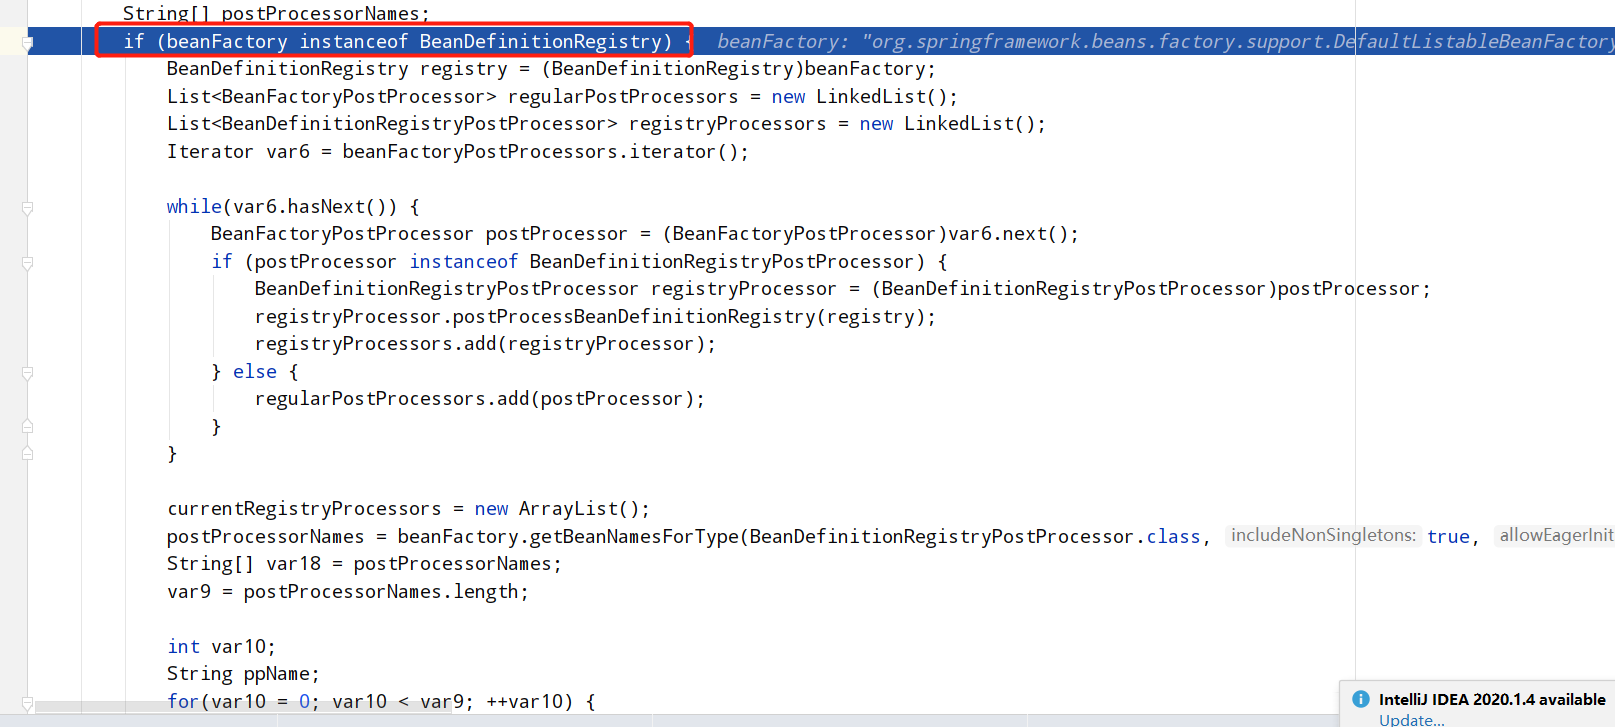 String[] postProcessorNames;
if (beanFactory instanceof BeanDefinitionRegistry) { beanFactory: "org.springframework.beans.factory.support.DefaultListableBeanFactory
BeanDefinitionRegistry registry = (BeanDefinitionRegistry)beanFactory;
List<BeanFactoryPostProcessor> regularPostProcessors = new LinkedList();
List<BeanDefinitionRegistryPostProcessor> registryProcessors = new LinkedList();
Iterator var6 = beanFactoryPostProcessors.iterator();
while(var6.hasNext()) {
BeanFactoryPostProcessor postProcessor = (BeanFactoryPostProcessor)var6.next();
if (postProcessor instanceof BeanDefinitionRegistryPostProcessor) {
BeanDefinitionRegistryPostProcessor registryProcessor = (BeanDefinitionRegistryPostProcessor)postProcessor;
registryProcessor.postProcessBeanDefinitionRegistry(registry);
registryProcessors.add(registryProcessor);
} else {
regularPostProcessors.add(postProcessor);
}
}
currentRegistryProcessors = new ArrayList();
postProcessorNames = beanFactory.getBeanNamesForType(BeanDefinitionRegistryPostProcessor.class, includeNonSingletons: true, allowEagerInit
String[] var18 = postProcessorNames;
var9 = postProcessorNames.length;
int var10;
String ppName;
for(var10 = 0; var10 < var9; ++var10) {
IntelliJ IDEA 2020.1.4 available
Update...